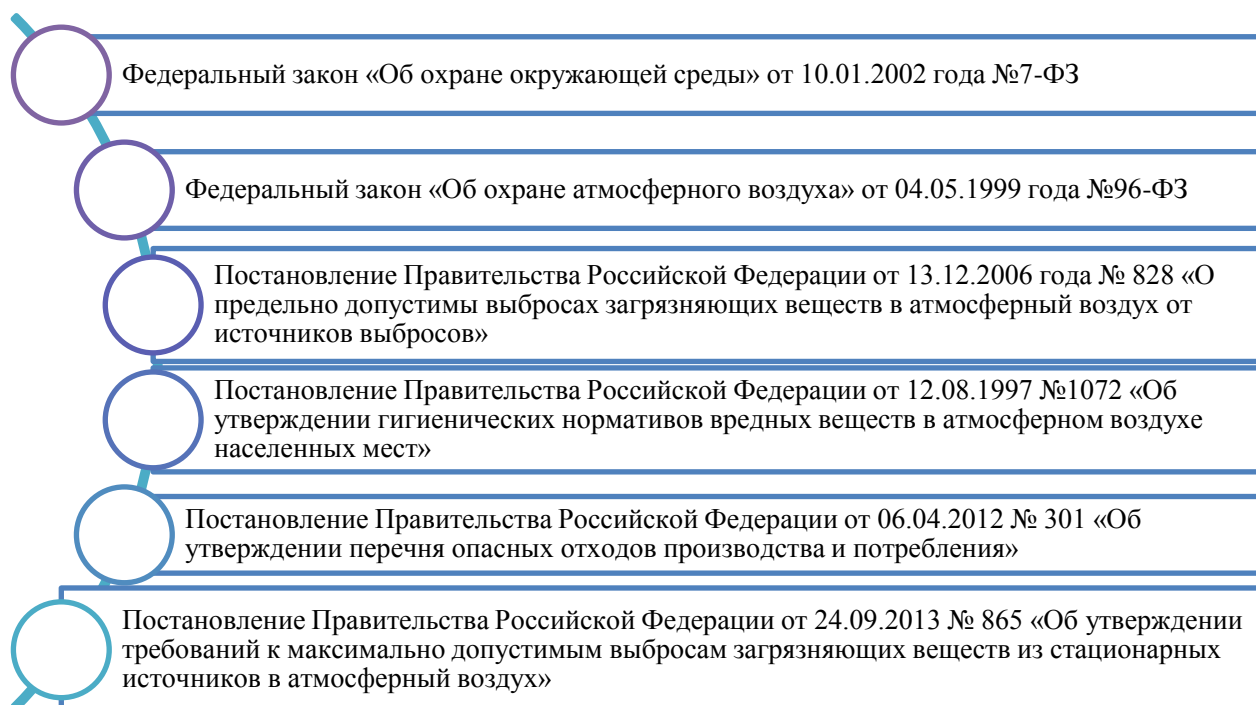 Федеральный закон «Об охране окружающей среды» от 10.01.2002 года №7-ФЗ
Федеральный закон «Об охране атмосферного воздуха» от 04.05.1999 года №96-ФЗ
Постановление Правительства Российской Федерации от 13.12.2006 года № 828 «О
предельно допустимы выбросах загрязняющих веществ в атмосферный воздух от
источников выбросов»
Постановление Правительства Российской Федерации от 12.08.1997 №1072 «Об
утверждении гигиенических нормативов вредных веществ в атмосферном воздухе
населенных мест»
Постановление Правительства Российской Федерации от 06.04.2012 № 301 «Об
утверждении перечня опасных отходов производства и потребления»
Постановление Правительства Российской Федерации от 24.09.2013 № 865 «Об утверждении
требований к максимально допустимым выбросам загрязняющих веществ из стационарных
источников в атмосферный воздух»